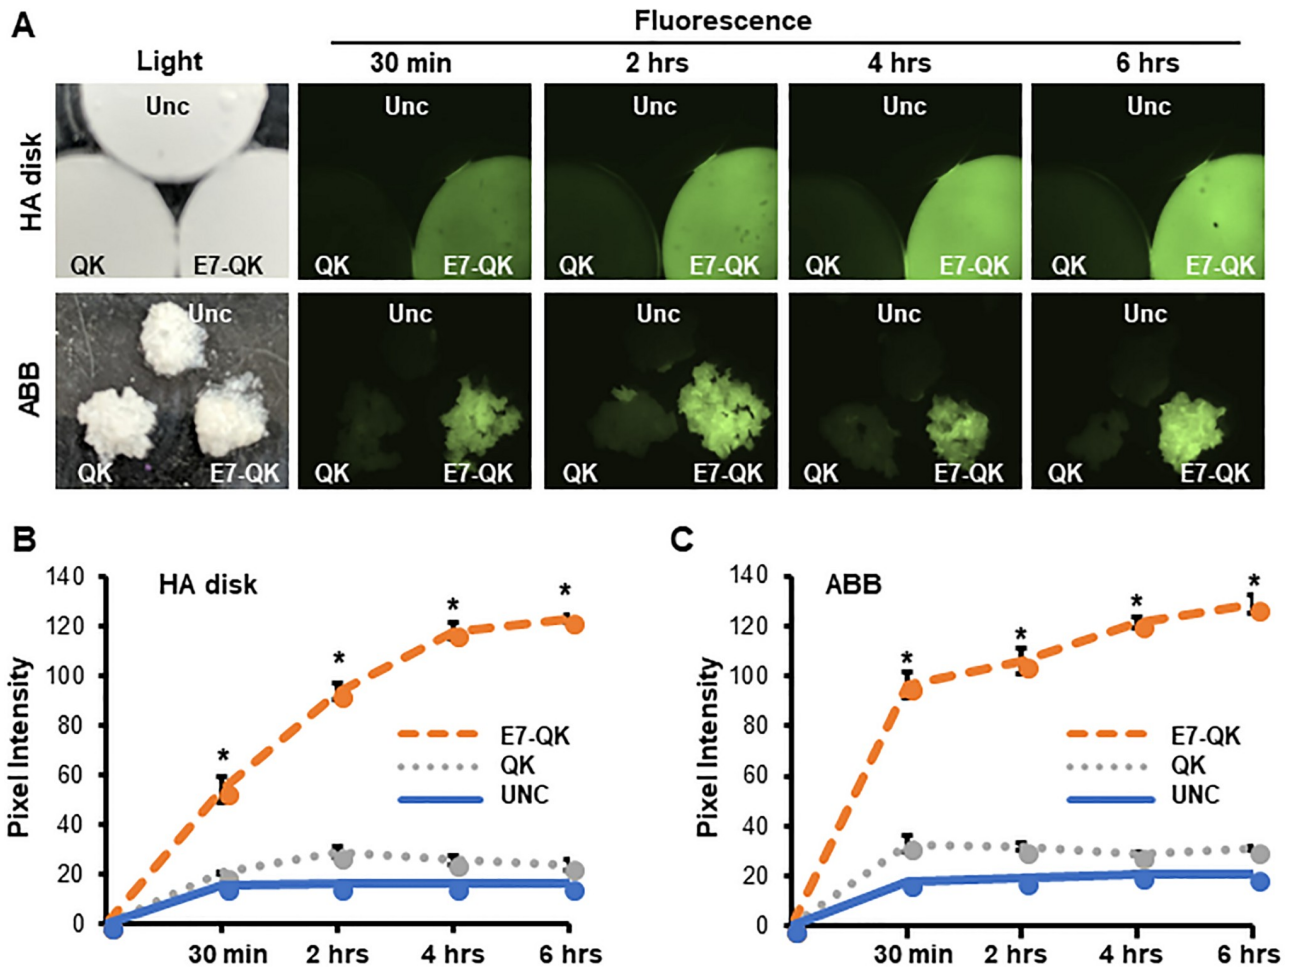 A
Fluorescence
Light 30 min 2 hrs 4 hrs 6 hrs
HA disk
Unc Unc Unc Unc Unc
QK E7-QK QK E7-QK QK E7-QK QK E7-QK QK E7-QK
ABB
Unc Unc Unc Unc Unc
QK E7-QK QK E7-QK QK E7-QK QK E7-QK QK E7-QK
B
HA disk
Pixel Intensity
140
120
100
80
60
40
20
0
* * * *
E7-QK
QK
UNC
30 min 2 hrs 4 hrs 6 hrs
C
ABB
Pixel Intensity
140
120
100
80
60
40
20
0
* * * *
E7-QK
QK
UNC
30 min 2 hrs 4 hrs 6 hrs